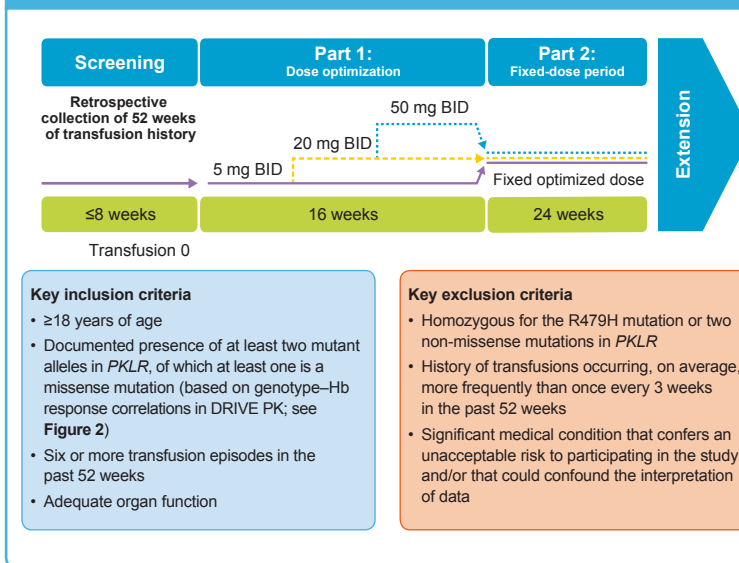 Screening
Part 1:
Dose optimization
Part 2:
Fixed-dose period
Extension
Retrospective
collection of 52 weeks
of transfusion history
5 mg BID
20 mg BID
50 mg BID
Fixed optimized dose
≤8 weeks
16 weeks
24 weeks
Transfusion 0
Key inclusion criteria
• ≥18 years of age
• Documented presence of at least two mutant
alleles in PKLR, of which at least one is a
missense mutation (based on genotype–Hb
response correlations in DRIVE PK; see
Figure 2)
• Six or more transfusion episodes in the
past 52 weeks
• Adequate organ function
Key exclusion criteria
• Homozygous for the R479H mutation or two
non-missense mutations in PKLR
• History of transfusions occurring, on average,
more frequently than once every 3 weeks
in the past 52 weeks
• Significant medical condition that confers an
unacceptable risk to participating in the study
and/or that could confound the interpretation
of data